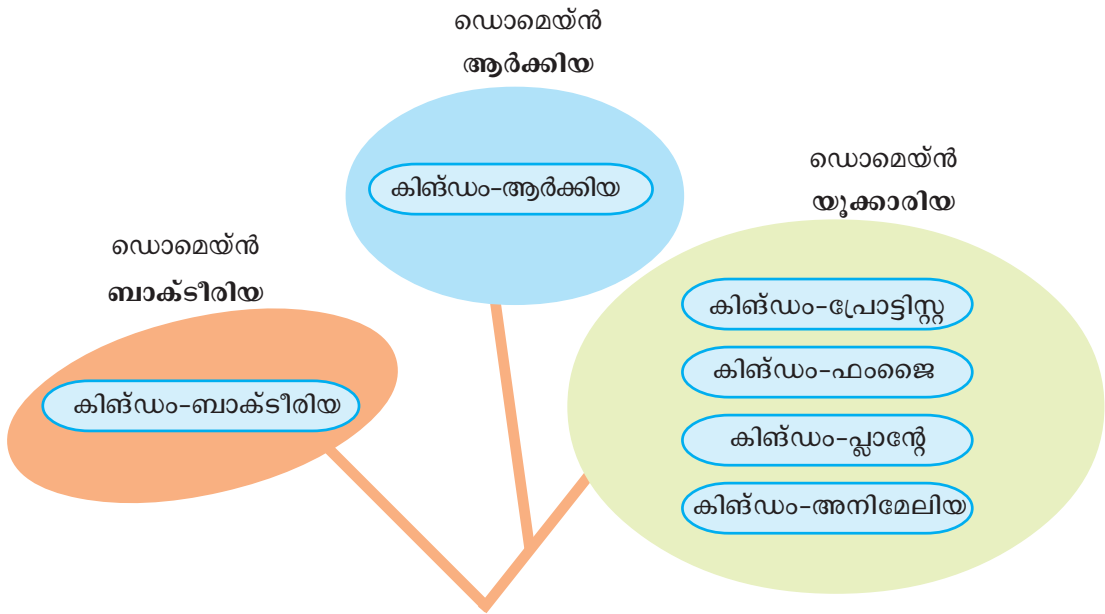 ഡൊമെയ്ൻ
ആർക്കിയ
കിങ്ഡം-ആർക്കിയ
ഡൊമെയ്ൻ
യൂക്കാരിയ
ഡൊമെയ്ൻ
ബാക്ടീരിയ
കിങ്ഡം-പ്രോട്ടിസ്റ്റ
കിങ്ഡം-ഫംജൈ
കിങ്ഡം-ബാക്ടീരിയ
കിങ്ഡം-പ്ലാന്റേ
കിങ്ഡം-അനിമേലിയ